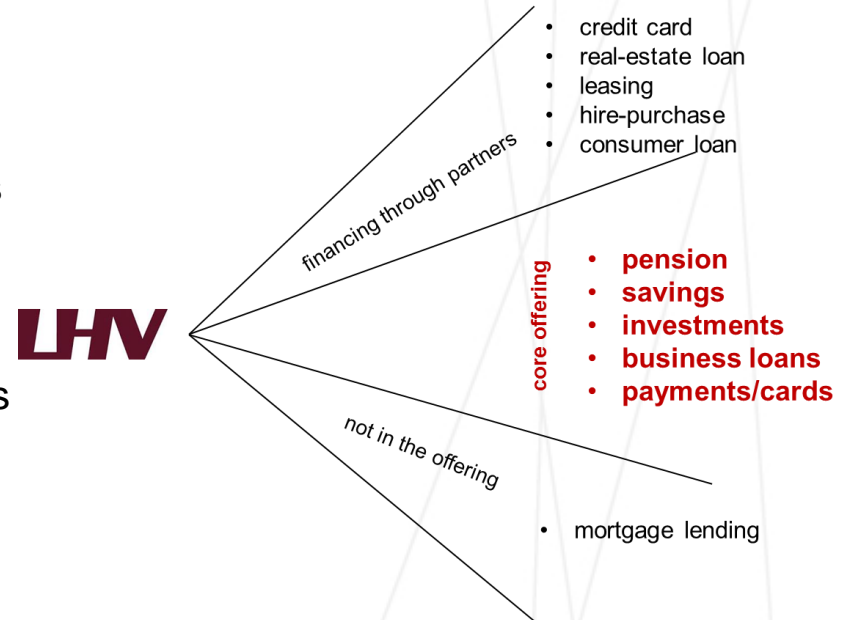 • credit card
• real-estate loan
• leasing
• hire-purchase
• consumer loan
financing through partners
s
LHV
core offering
• pension
• savings
• investments
• business loans
• payments/cards
s
not in the offering
• mortgage lending